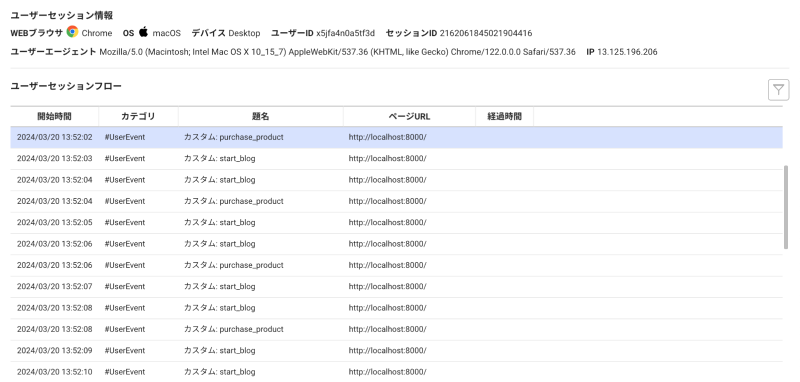 ユーザーセッション情報
WEBブラウザ Chrome OS macOS デバイス Desktop ユーザーID x5jfa4n0a5tf3d セッションID 2162061845021904416
ユーザーエージェント Mozilla/5.0 (Macintosh; Intel Mac OS X 10_15_7) AppleWebKit/537.36 (KHTML, like Gecko) Chrome/122.0.0.0 Safari/537.36 IP 13.125.196.206
ユーザーセッションフロー
開始時間 カテゴリ 題名 ページURL 経過時間
2024/03/20 13:52:02 #UserEvent カスタム: purchase_product http://localhost:8000/
2024/03/20 13:52:03 #UserEvent カスタム: start_blog http://localhost:8000/
2024/03/20 13:52:04 #UserEvent カスタム: start_blog http://localhost:8000/
2024/03/20 13:52:04 #UserEvent カスタム: purchase_product http://localhost:8000/
2024/03/20 13:52:05 #UserEvent カスタム: start_blog http://localhost:8000/
2024/03/20 13:52:06 #UserEvent カスタム: start_blog http://localhost:8000/
2024/03/20 13:52:06 #UserEvent カスタム: purchase_product http://localhost:8000/
2024/03/20 13:52:07 #UserEvent カスタム: start_blog http://localhost:8000/
2024/03/20 13:52:08 #UserEvent カスタム: start_blog http://localhost:8000/
2024/03/20 13:52:08 #UserEvent カスタム: purchase_product http://localhost:8000/
2024/03/20 13:52:09 #UserEvent カスタム: start_blog http://localhost:8000/
2024/03/20 13:52:10 #UserEvent カスタム: start_blog http://localhost:8000/